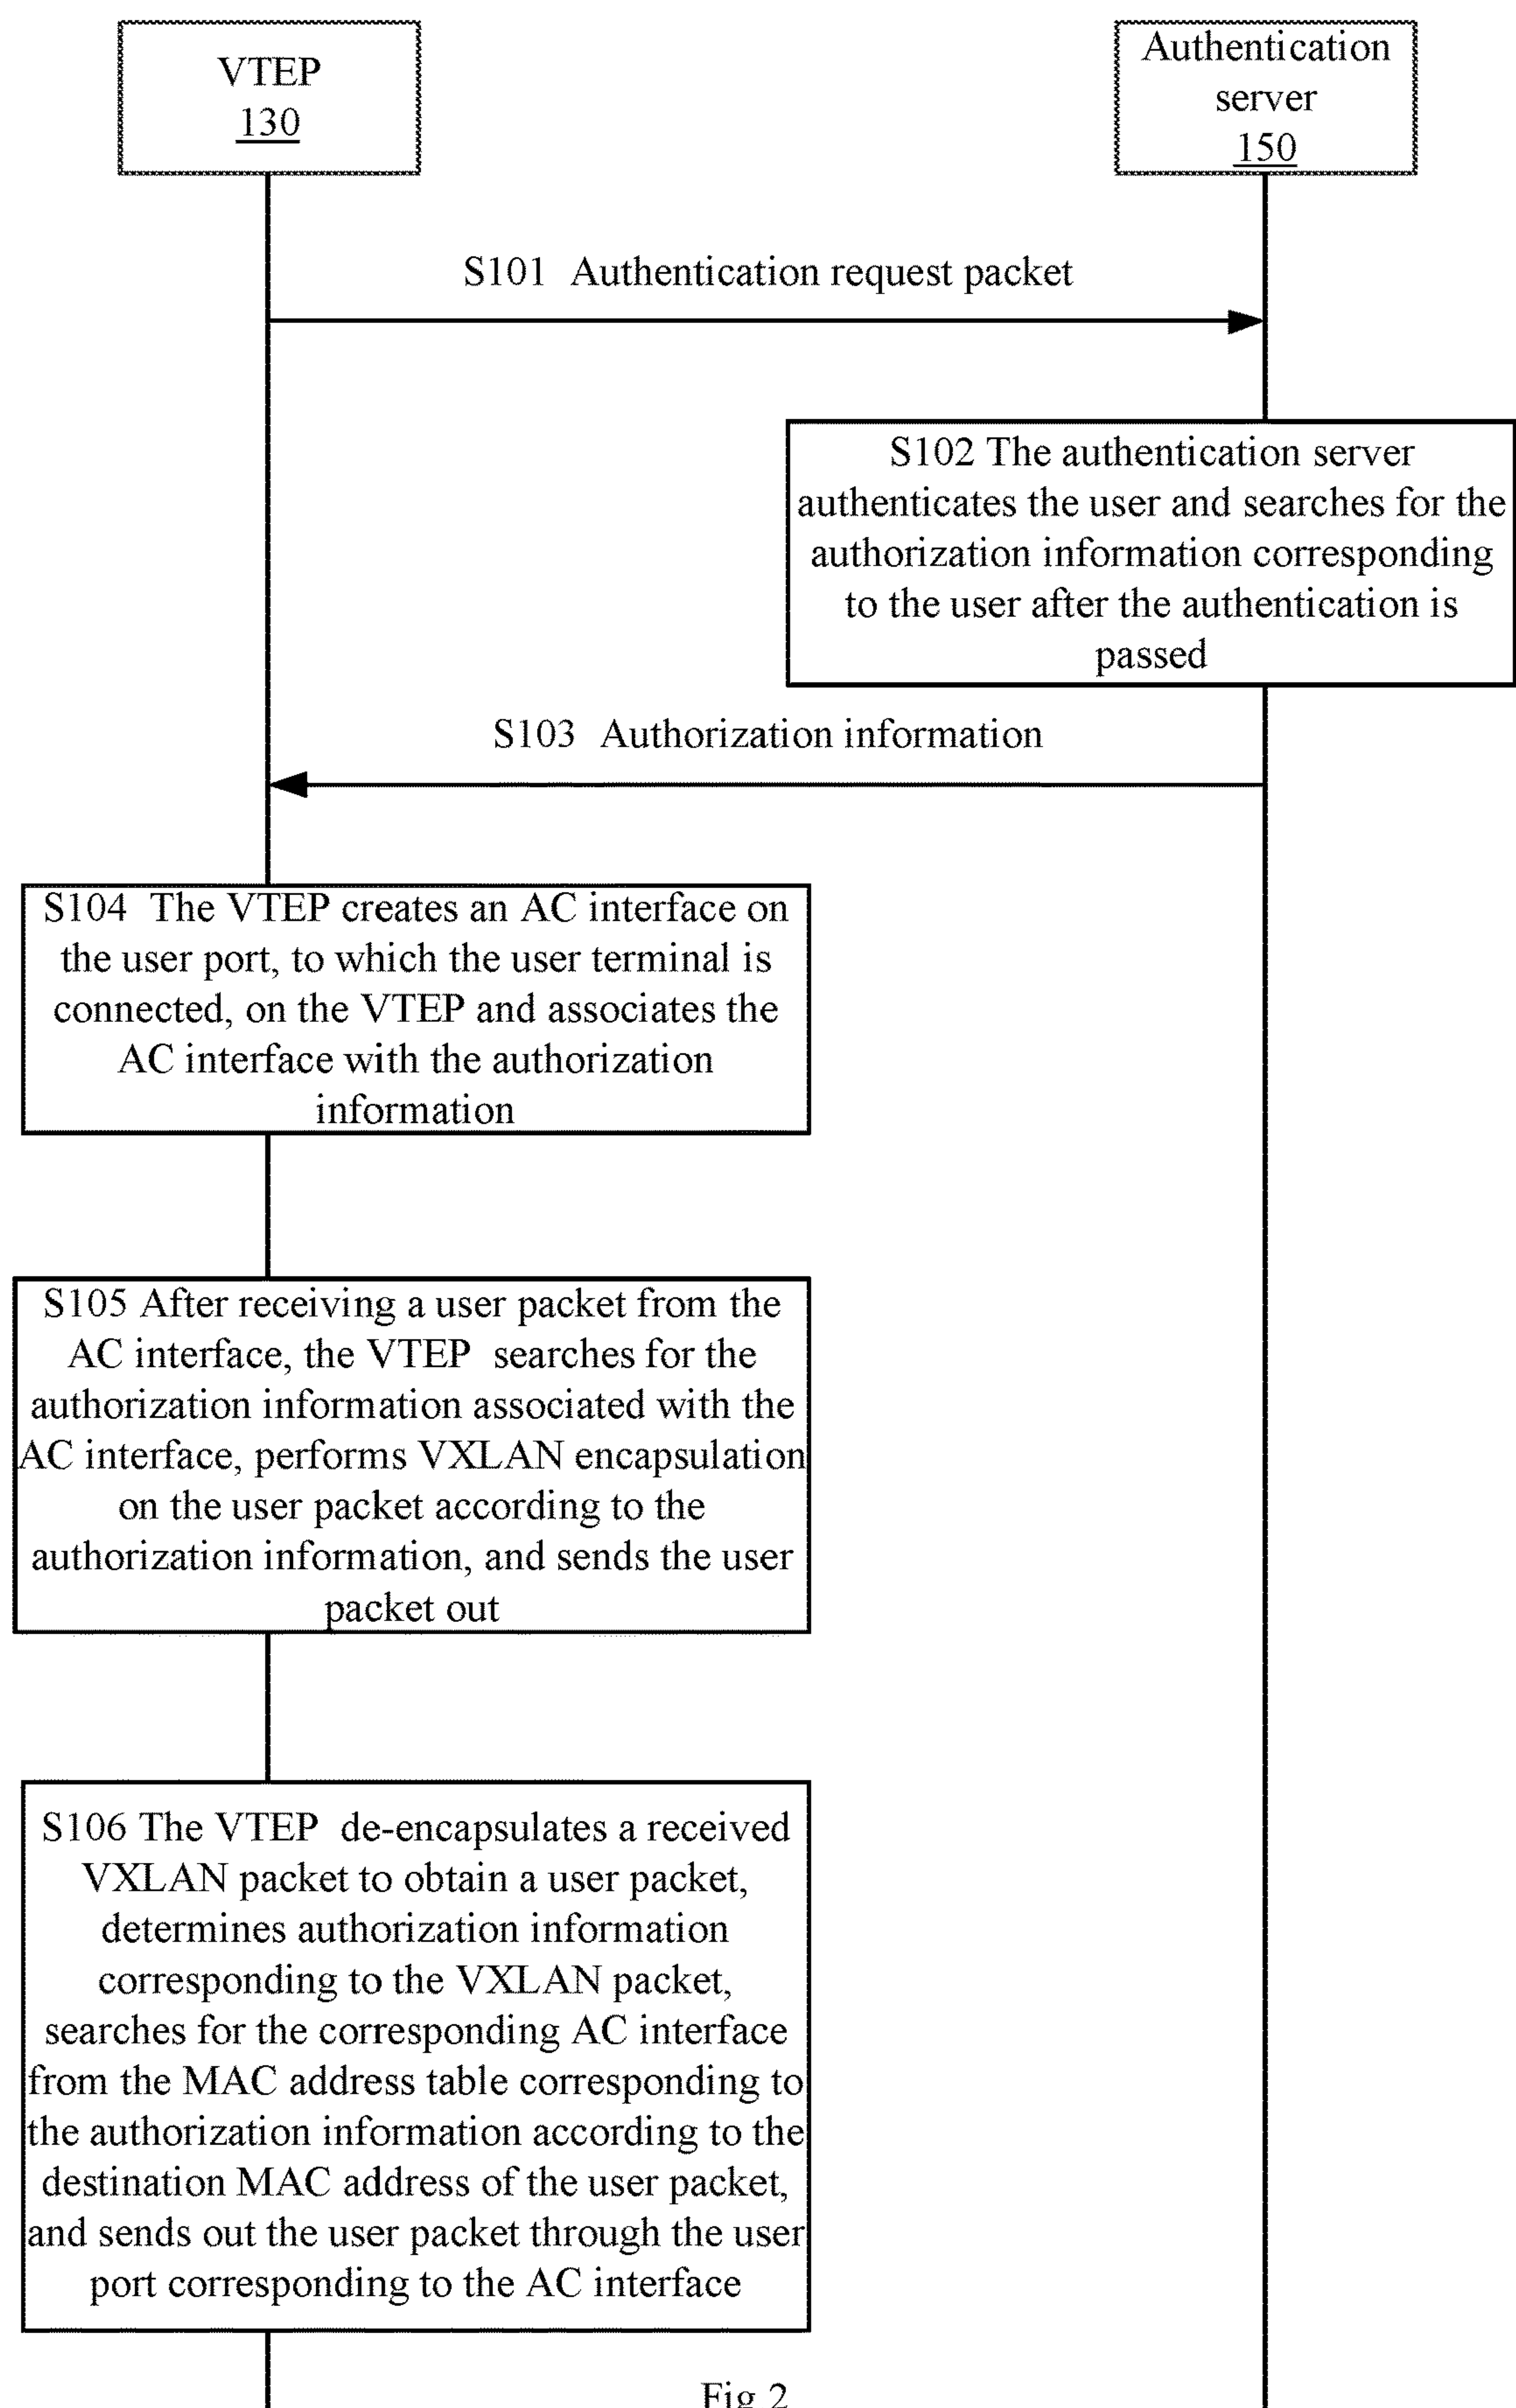 VTEP
130
Authentication
server
150
S101 Authentication request packet
S102 The authentication server
authenticates the user and searches for the
authorization information corresponding
to the user after the authentication is
passed
S103 Authorization information
S104 The VTEP creates an AC interface on
the user port, to which the user terminal is
connected, on the VTEP and associates the
AC interface with the authorization
information
S105 After receiving a user packet from the
AC interface, the VTEP searches for the
authorization information associated with the
AC interface, performs VXLAN encapsulation
on the user packet according to the
authorization information, and sends the user
packet out
S106 The VTEP de-encapsulates a received
VXLAN packet to obtain a user packet,
determines authorization information
corresponding to the VXLAN packet,
searches for the corresponding AC interface
from the MAC address table corresponding to
the authorization information according to the
destination MAC address of the user packet,
and sends out the user packet through the user
port corresponding to the AC interface
Fig 2